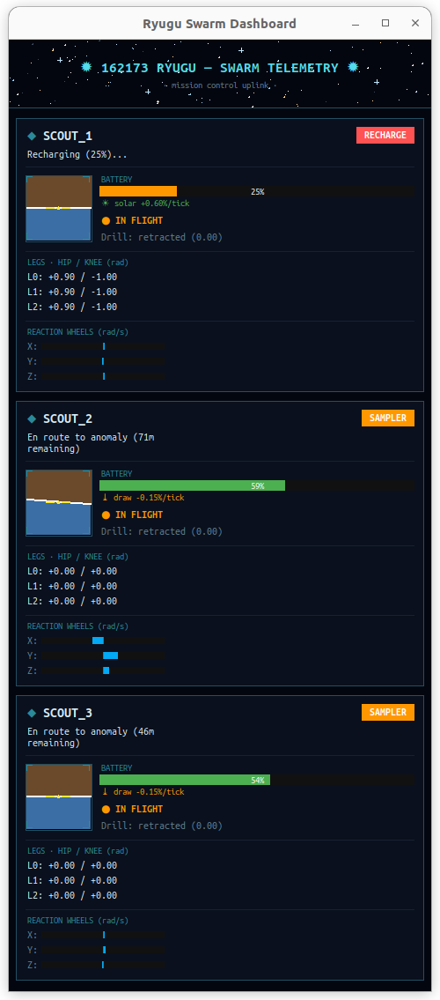 Ryugu Swarm Dashboard
✹ 162173 RYUGU — SWARM TELEMETRY ✹
· mission control uplink ·
◆ SCOUT_1
RECHARGE
Recharging (25%)...
BATTERY
25%
☀ solar +0.60%/tick
● IN FLIGHT
Drill: retracted (0.00)
LEGS · HIP / KNEE (rad)
L0: +0.90 / -1.00
L1: +0.90 / -1.00
L2: +0.90 / -1.00
REACTION WHEELS (rad/s)
X:
Y:
Z:
◆ SCOUT_2
SAMPLER
En route to anomaly (71m
remaining)
BATTERY
59%
⤓ draw -0.15%/tick
● IN FLIGHT
Drill: retracted (0.00)
LEGS · HIP / KNEE (rad)
L0: +0.00 / +0.00
L1: +0.00 / +0.00
L2: +0.00 / +0.00
REACTION WHEELS (rad/s)
X:
Y:
Z:
◆ SCOUT_3
SAMPLER
En route to anomaly (46m
remaining)
BATTERY
54%
⤓ draw -0.15%/tick
● IN FLIGHT
Drill: retracted (0.00)
LEGS · HIP / KNEE (rad)
L0: +0.00 / +0.00
L1: +0.00 / +0.00
L2: +0.00 / +0.00
REACTION WHEELS (rad/s)
X:
Y:
Z: